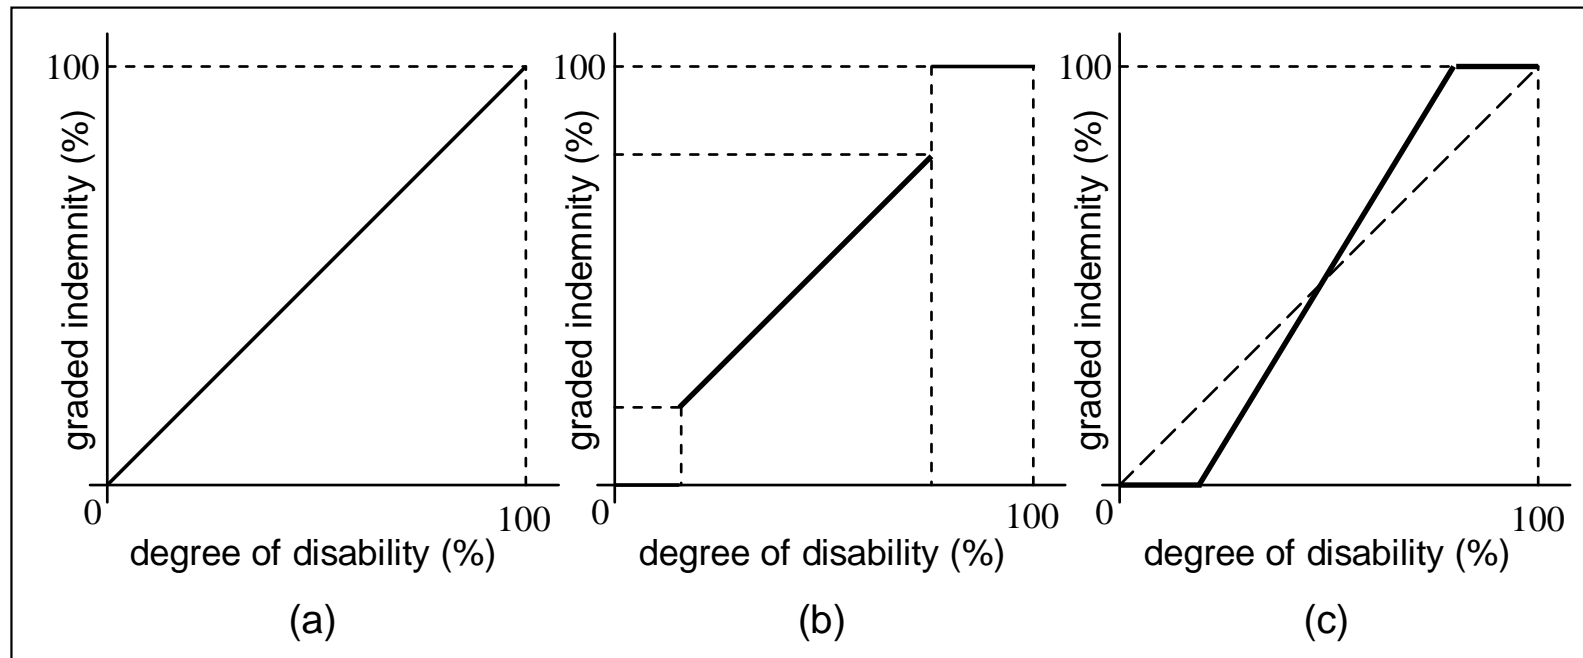 100
graded indemnity (%)
0
100
degree of disability (%)
(a)
100
graded indemnity (%)
0
100
degree of disability (%)
(b)
100
graded indemnity (%)
0
100
degree of disability (%)
(c)